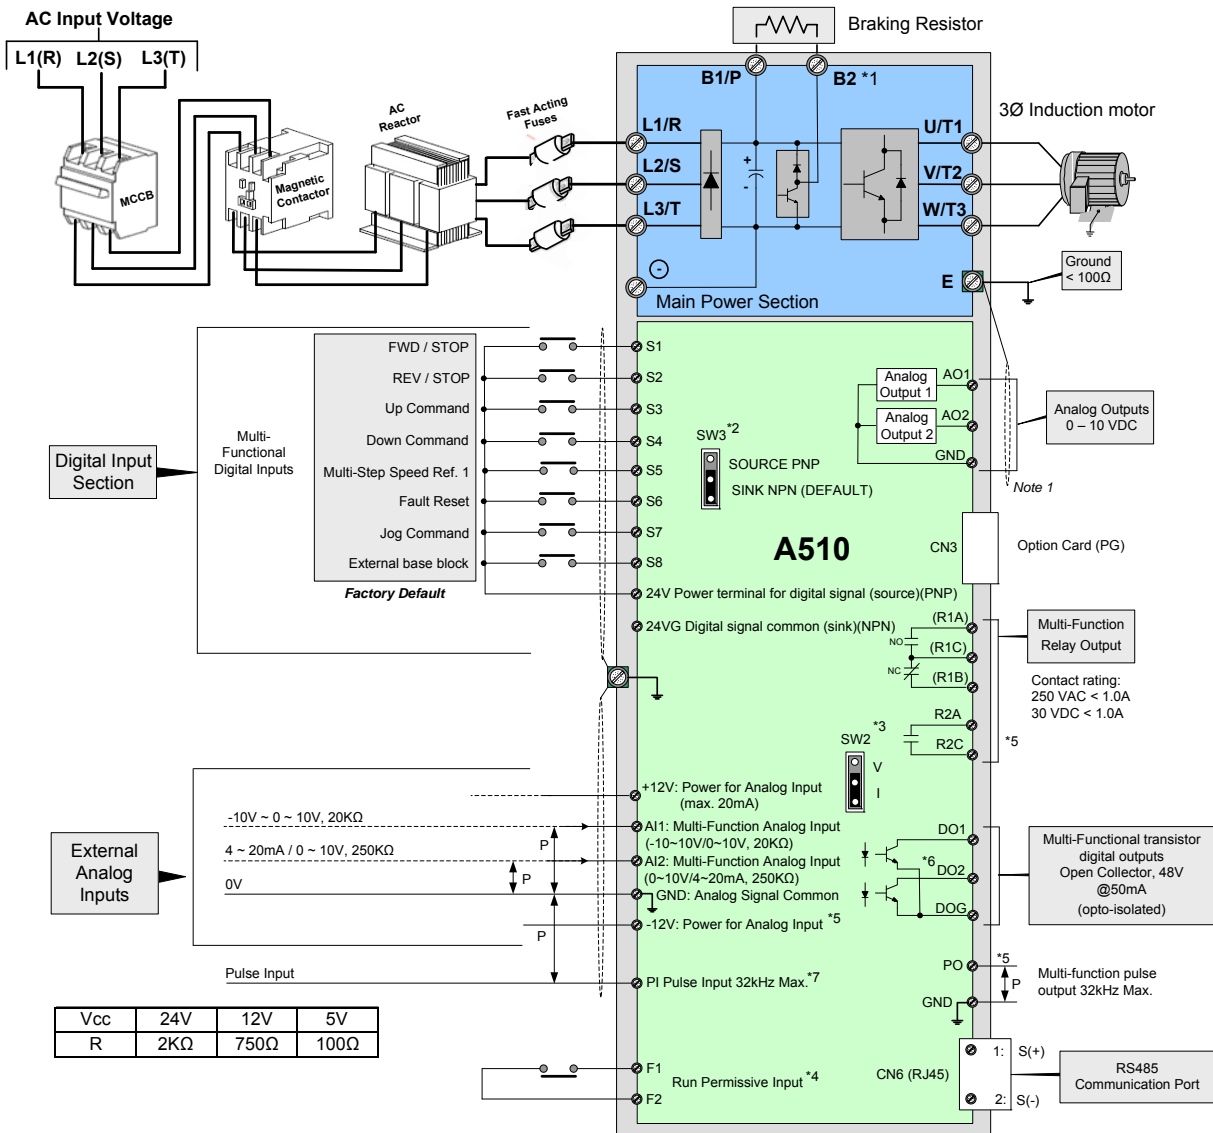 AC Input Voltage
L1(R) L2(S) L3(T)
MCCB
Magnetic
Contactor
AC
Reactor
Fast Acting
Fuses
Braking Resistor
B1/P
B2 *1
L1/R
L2/S
L3/T
+
-
U/T1
V/T2
W/T3
3Ø Induction motor
E
Ground
< 100Ω
-
Main Power Section
Digital Input
Section
Multi-
Functional
Digital Inputs
FWD / STOP
REV / STOP
Up Command
Down Command
Multi-Step Speed Ref. 1
Fault Reset
Jog Command
External base block
Factory Default
S1
S2
S3
S4
S5
S6
S7
S8
24V Power terminal for digital signal (source)(PNP)
24VG Digital signal common (sink)(NPN)
SW3 *2
SOURCE PNP
SINK NPN (DEFAULT)
A510
Analog
Output 1
AO1
Analog
Output 2
AO2
GND
Analog Outputs
0 – 10 VDC
Note 1
CN3
Option Card (PG)
(R1A)
NO
(R1C)
NC
(R1B)
R2A
R2C
*5
Multi-Function
Relay Output
Contact rating:
250 VAC < 1.0A
30 VDC < 1.0A
SW2 *3
V
I
External
Analog
Inputs
-10V ~ 0 ~ 10V, 20KΩ
4 ~ 20mA / 0 ~ 10V, 250KΩ
0V
P
P
P
Pulse Input
+12V: Power for Analog Input
(max. 20mA)
AI1: Multi-Function Analog Input
(-10~10V/0~10V, 20KΩ)
AI2: Multi-Function Analog Input
(0~10V/4~20mA, 250KΩ)
GND: Analog Signal Common
-12V: Power for Analog Input *5
PI Pulse Input 32kHz Max. *7
DO1
*6
DO2
DOG
Multi-Functional transistor
digital outputs
Open Collector, 48V
@50mA
(opto-isolated)
PO
*5
P
GND
Multi-function pulse
output 32kHz Max.
Vcc 24V 12V 5V
R 2KΩ 750Ω 100Ω
F1
Run Permissive Input *4
F2
CN6 (RJ45)
1: S(+)
2: S(-)
RS485
Communication Port